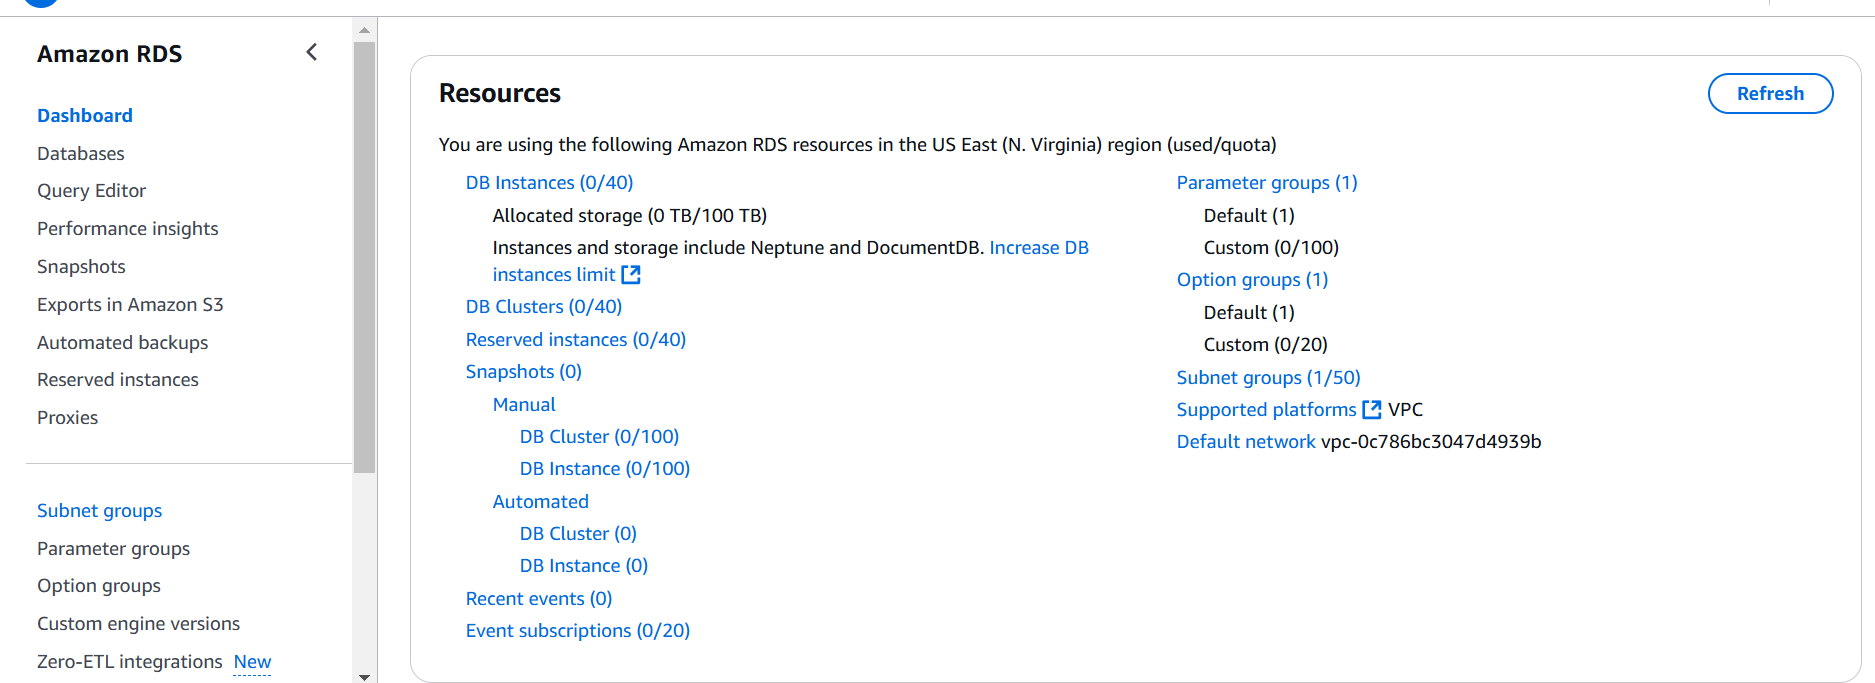 Amazon RDS
Dashboard
Databases
Query Editor
Performance insights
Snapshots
Exports in Amazon S3
Automated backups
Reserved instances
Proxies
Subnet groups
Parameter groups
Option groups
Custom engine versions
Zero-ETL integrations New
Resources
Refresh
You are using the following Amazon RDS resources in the US East (N. Virginia) region (used/quota)
DB Instances (0/40)
Allocated storage (0 TB/100 TB)
Instances and storage include Neptune and DocumentDB. Increase DB
instances limit
DB Clusters (0/40)
Reserved instances (0/40)
Snapshots (0)
Manual
DB Cluster (0/100)
DB Instance (0/100)
Automated
DB Cluster (0)
DB Instance (0)
Recent events (0)
Event subscriptions (0/20)
Parameter groups (1)
Default (1)
Custom (0/100)
Option groups (1)
Default (1)
Custom (0/20)
Subnet groups (1/50)
Supported platforms VPC
Default network vpc-0c786bc3047d4939b